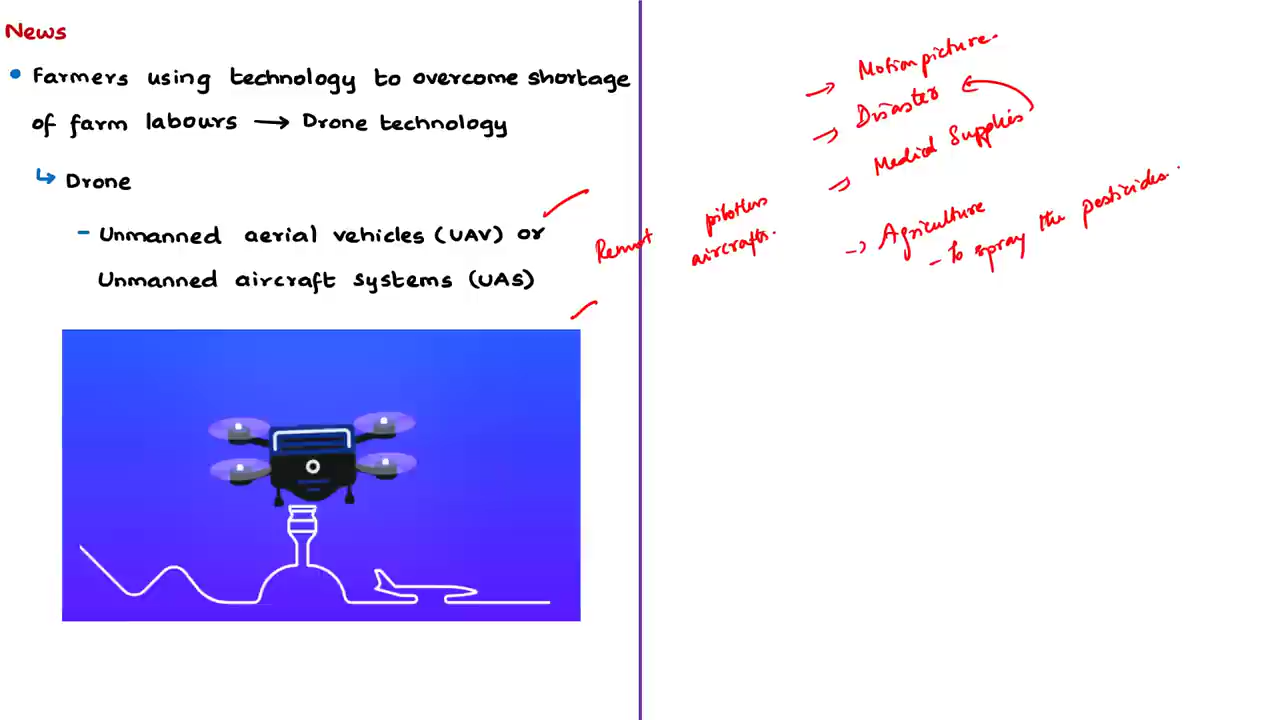 News
• Farmers using technology to overcome shortage
of farm labours → Drone technology
↳ Drone
- Unmanned aerial vehicles (UAV) or
Unmanned aircraft systems (UAS)
Remot pilotless
aircrafts.
→ Motion picture.
→ Disaster
→ Medical Supplies
→ Agriculture
- to spray the pesticides.